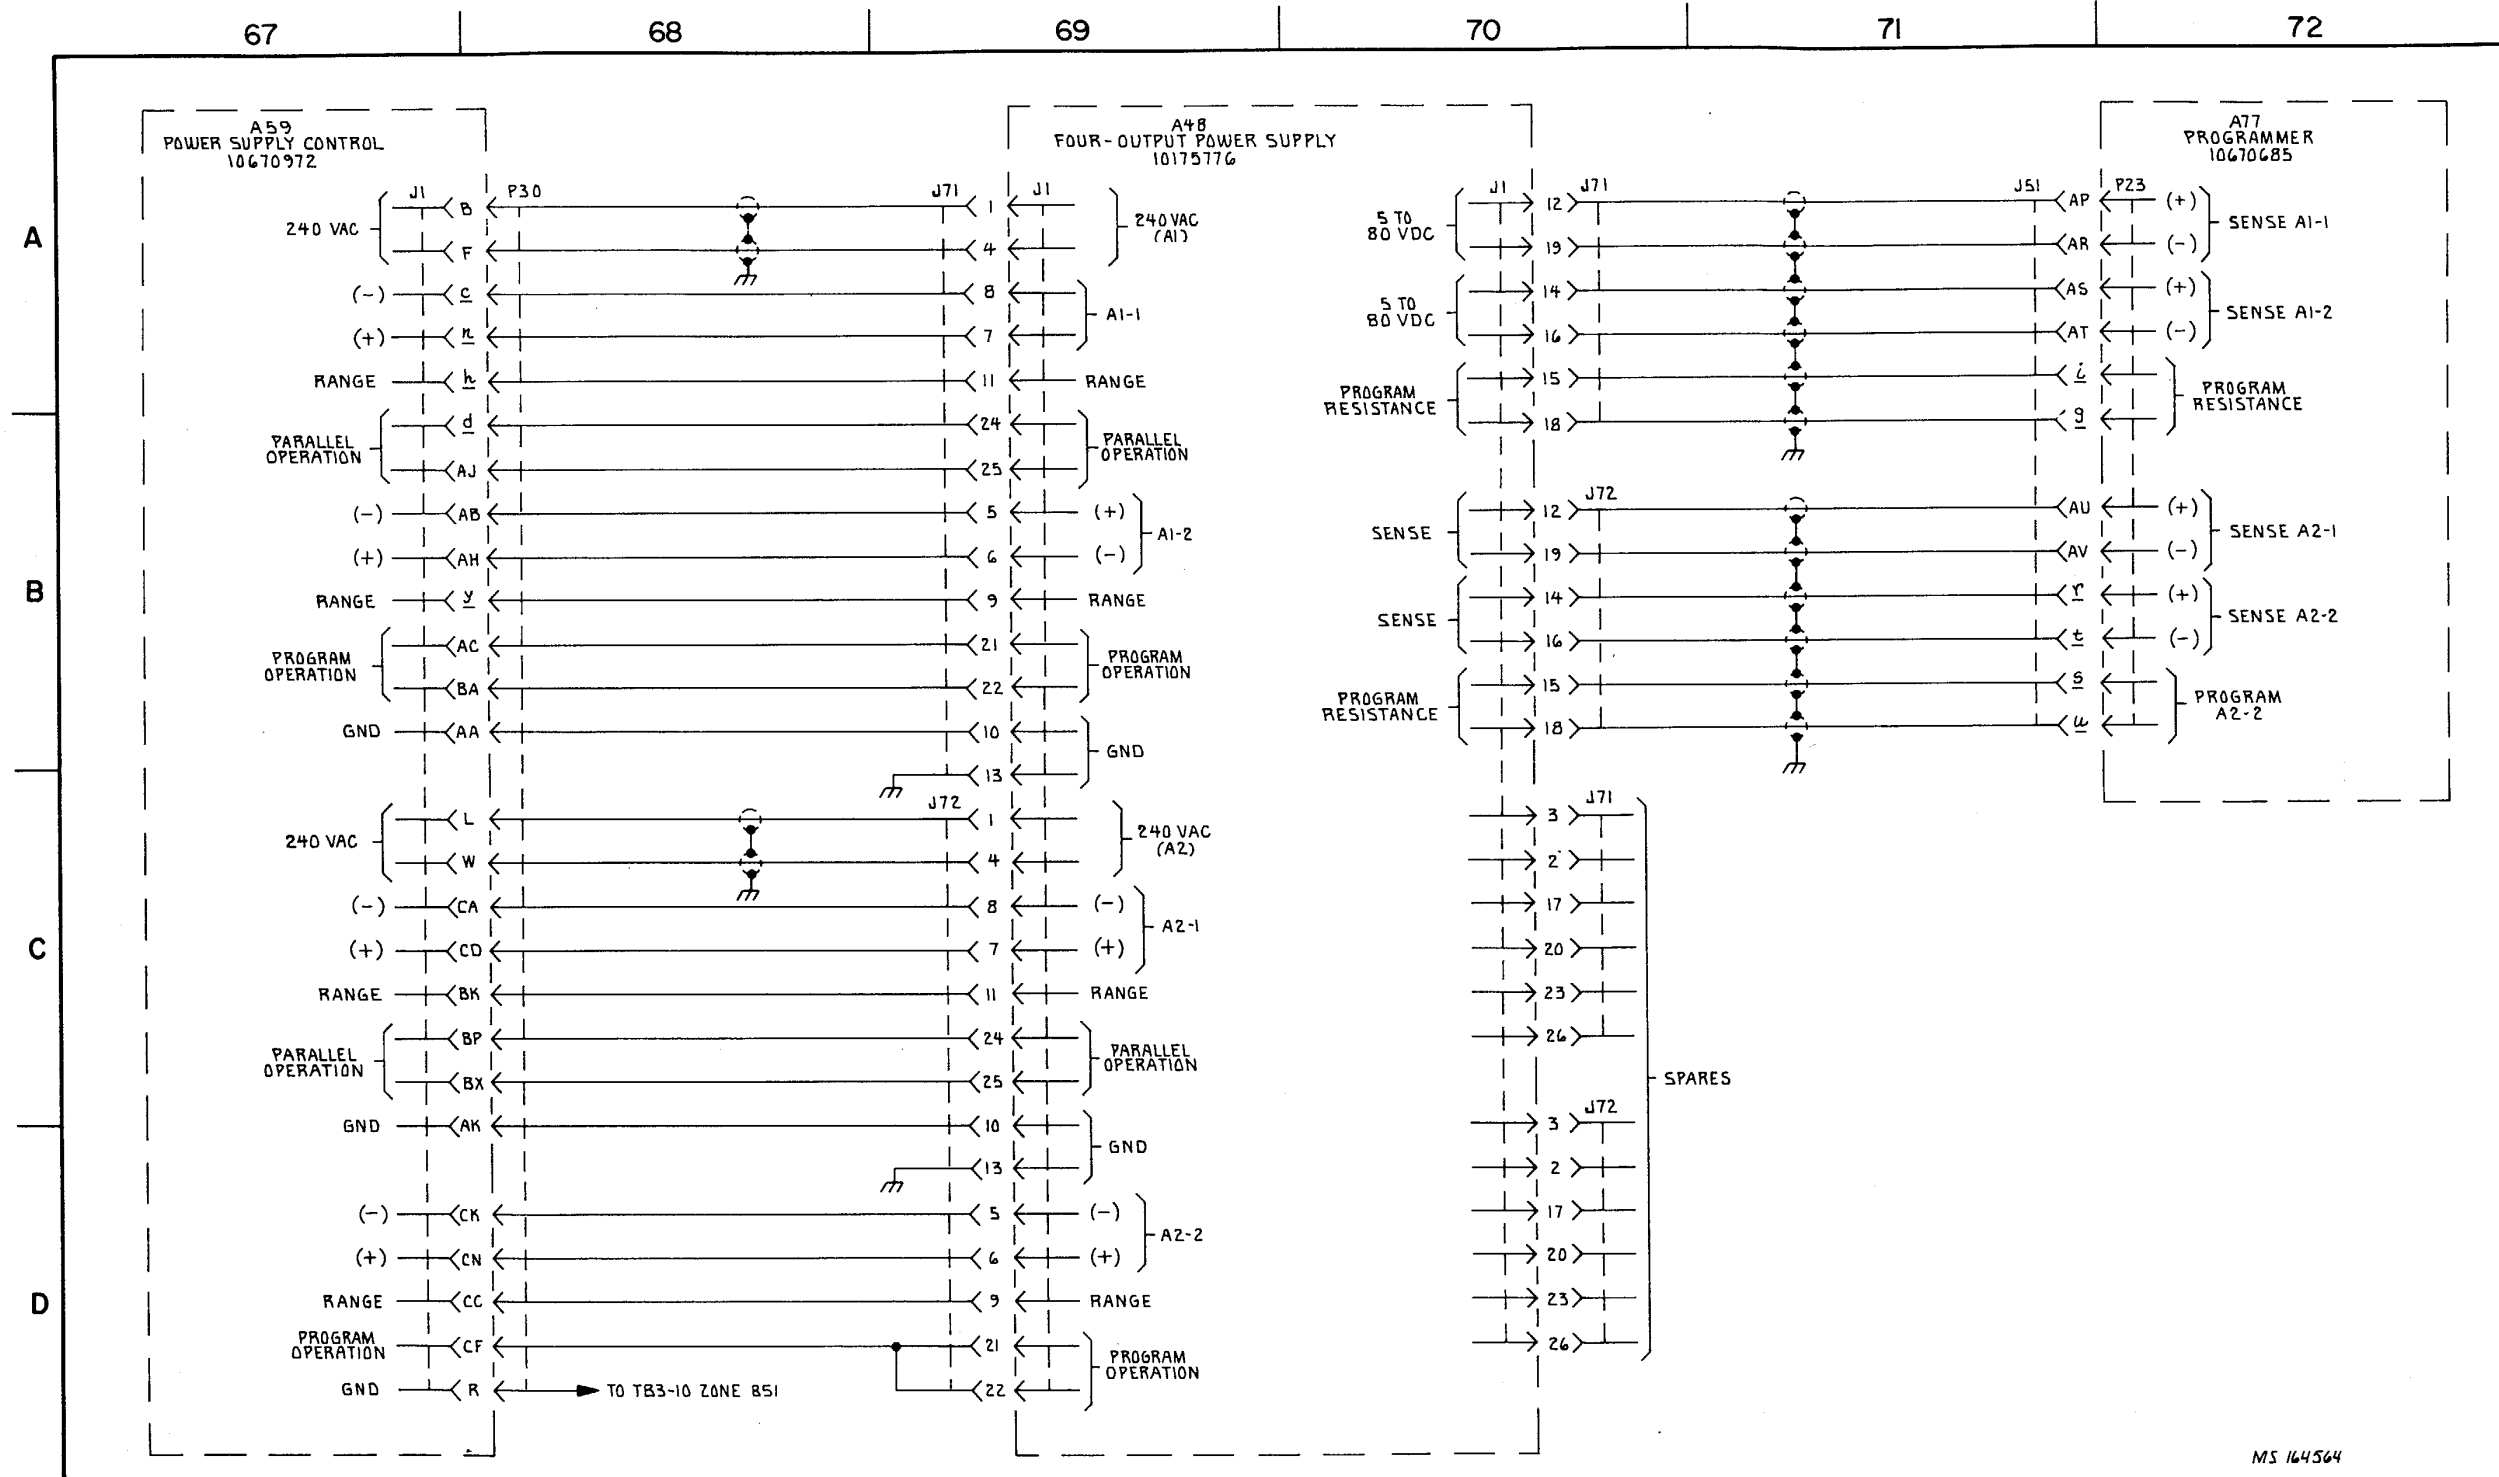 67 68 69 70 71 72
A
B
C
D
A59
POWER SUPPLY CONTROL
10670972
A48
FOUR-OUTPUT POWER SUPPLY
10175776
A77
PROGRAMMER
10670685
J1 P30 J71 J1
240 VAC
B 1
F 4
240 VAC
(A1)
(-) c 8
(+) n 7
A1-1
RANGE h 11 RANGE
PARALLEL
OPERATION
d 24
AJ 25
PARALLEL
OPERATION
(-) AB 5 (+)
(+) AH 6 (-)
A1-2
RANGE y 9 RANGE
PROGRAM
OPERATION
AC 21
BA 22
PROGRAM
OPERATION
GND AA 10
13
GND
J72
240 VAC
L 1
W 4
240 VAC
(A2)
(-) CA 8 (-)
(+) CD 7 (+)
A2-1
RANGE BK 11 RANGE
PARALLEL
OPERATION
BP 24
BX 25
PARALLEL
OPERATION
GND AK 10
13
GND
(-) CK 5 (-)
(+) CN 6 (+)
A2-2
RANGE CC 9 RANGE
PROGRAM
OPERATION
CF 21
GND R TO TB3-10 ZONE B51 22
PROGRAM
OPERATION
J1 J71 J51 P23
5 TO
80 VDC
12 AP (+)
19 AR (-)
SENSE A1-1
5 TO
80 VDC
14 AS (+)
16 AT (-)
SENSE A1-2
PROGRAM
RESISTANCE
15 i
18 g
PROGRAM
RESISTANCE
J72
SENSE
12 AU (+)
19 AV (-)
SENSE A2-1
SENSE
14 r (+)
16 t (-)
SENSE A2-2
PROGRAM
RESISTANCE
15 s
18 u
PROGRAM
A2-2
J71
3
2
17
20
23
26
SPARES
J72
3
2
17
20
23
26
MS 164564